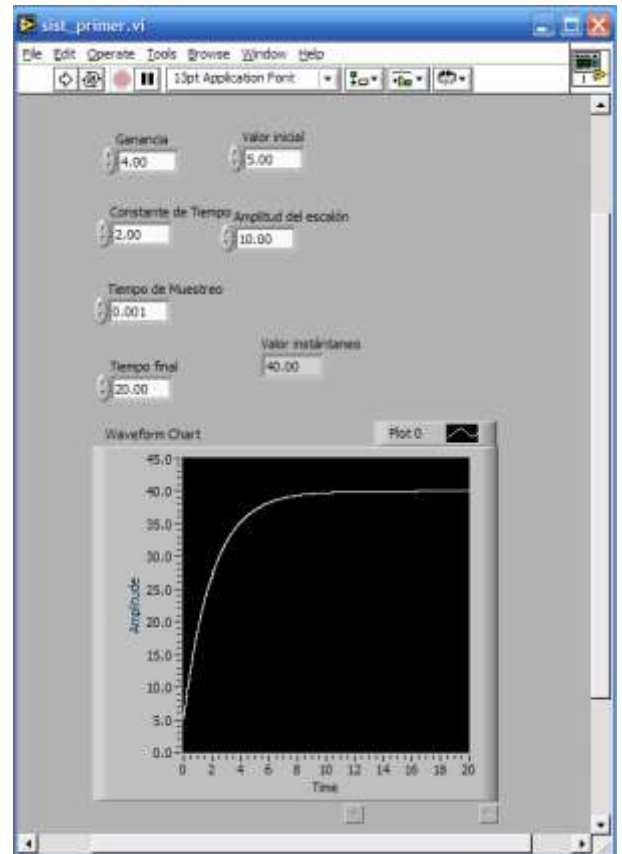 sist_primer.vi
File Edit Operate Tools Browse Window Help
13pt Application Font
1
Ganancia
4.00
Valor inicial
5.00
Constante de Tiempo
2.00
Amplitud del escalón
10.00
Tiempo de Muestreo
0.001
Valor instántaneo
40.00
Tiempo final
20.00
Waveform Chart
Plot 0
45.0
40.0
35.0
30.0
25.0
20.0
15.0
10.0
5.0
0.0
Amplitude
0 2 4 6 8 10 12 14 16 18 20
Time